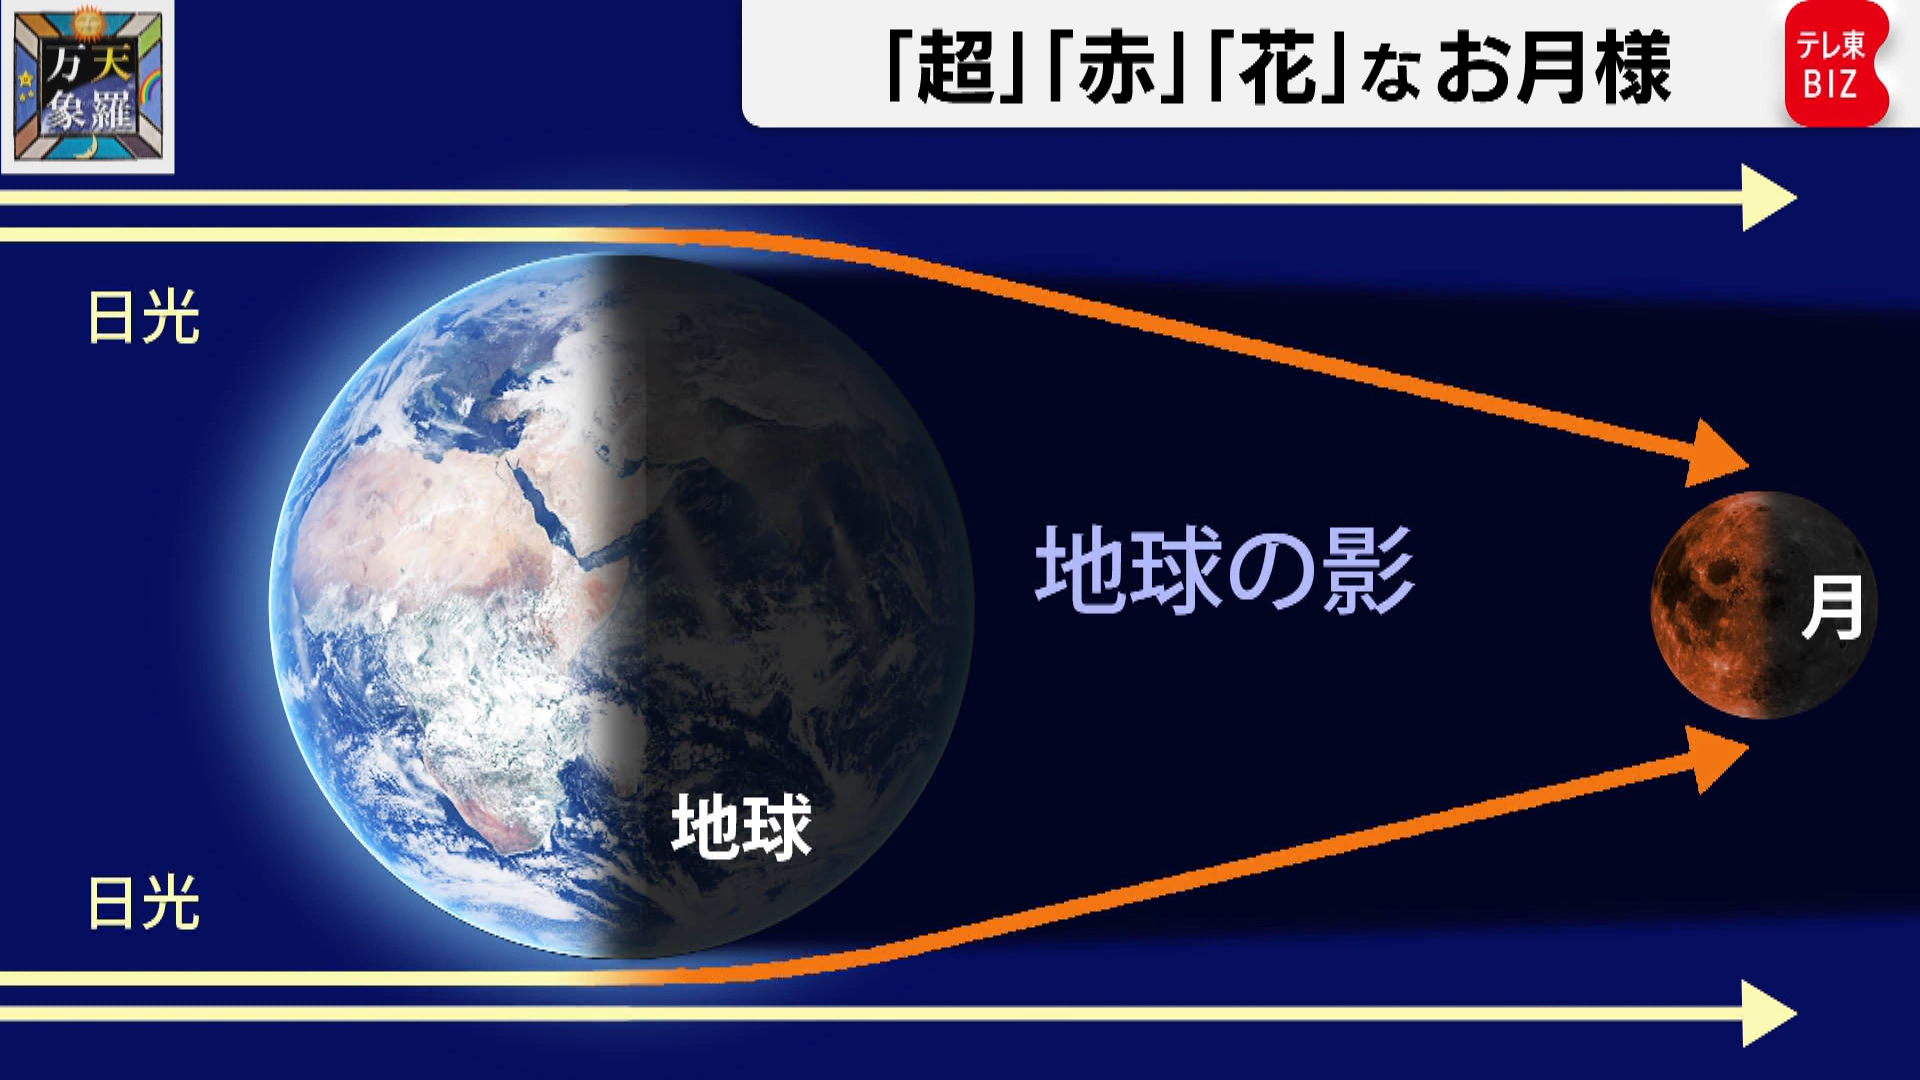 天羅
万象
「超」「赤」「花」なお月様
テレ東
BIZ
日光
地球の影
月
地球
日光